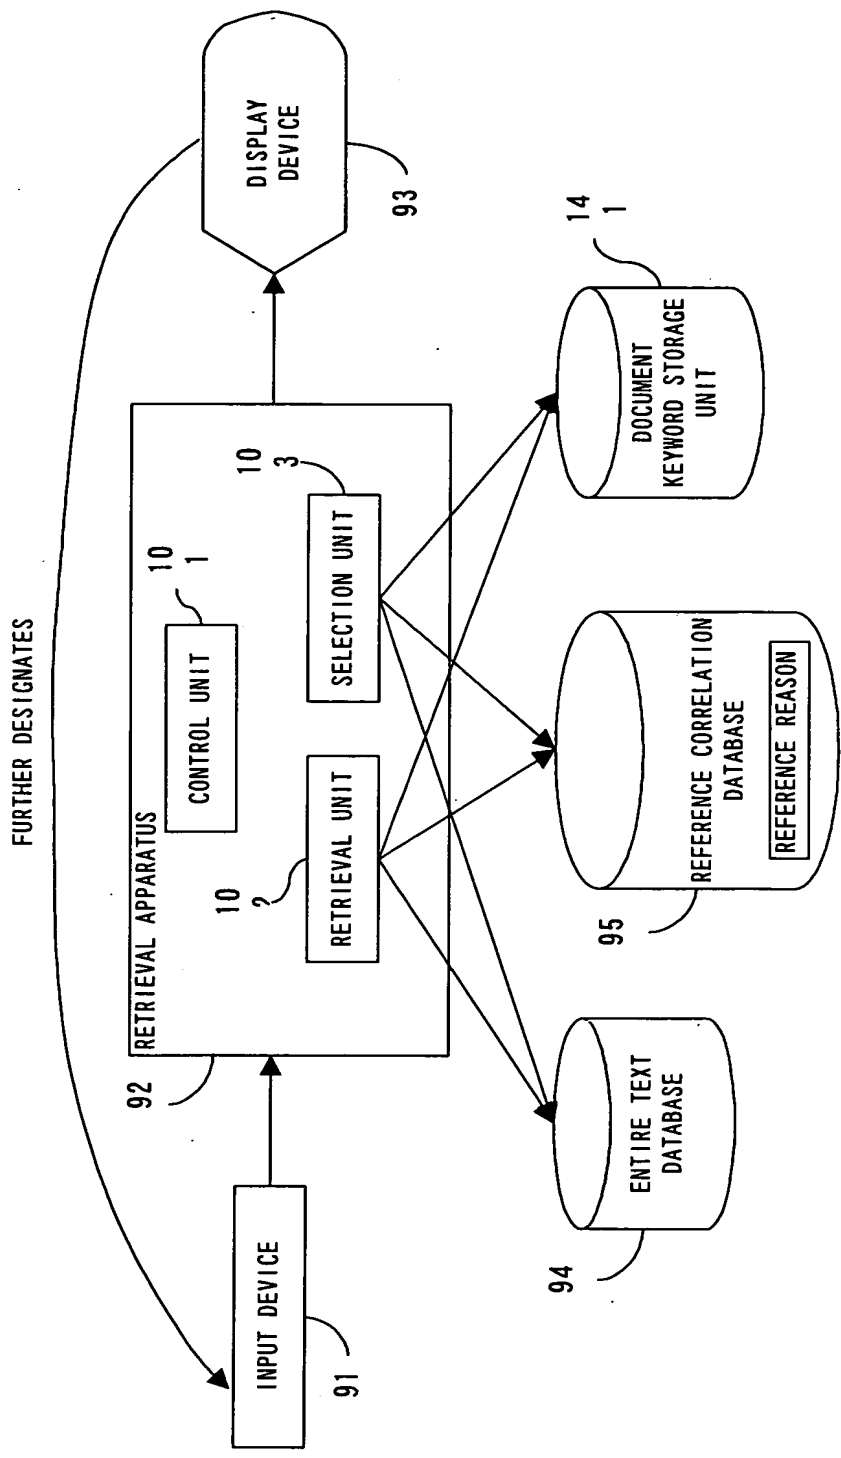 FURTHER DESIGNATES
RETRIEVAL APPARATUS
92
CONTROL UNIT
10
1
RETRIEVAL UNIT
10
2
SELECTION UNIT
10
3
INPUT DEVICE
91
DISPLAY
DEVICE
93
ENTIRE TEXT
DATABASE
94
REFERENCE CORRELATION
DATABASE
REFERENCE REASON
95
DOCUMENT
KEYWORD STORAGE
UNIT
14
1